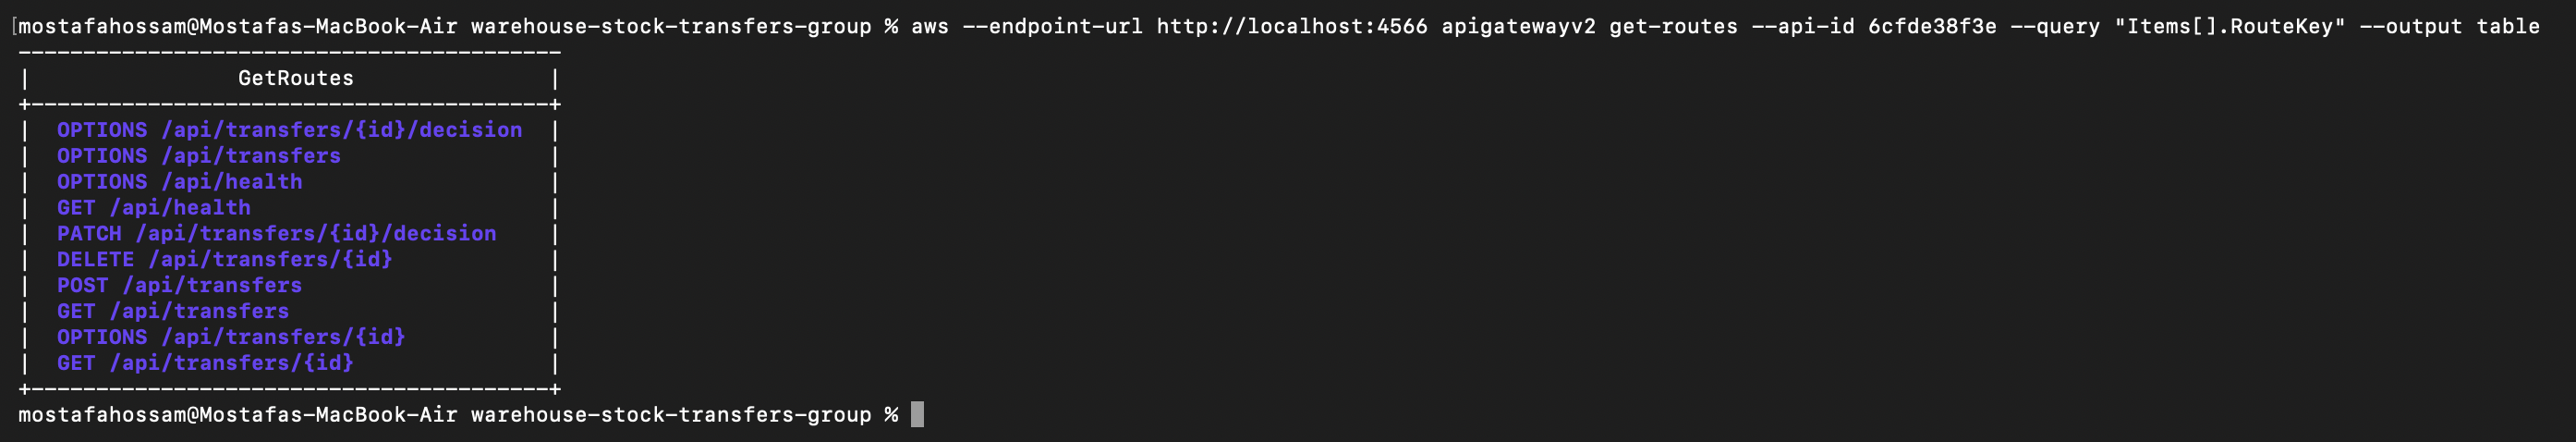 [mostafahossam@Mostafas-MacBook-Air warehouse-stock-transfers-group % aws --endpoint-url http://localhost:4566 apigatewayv2 get-routes --api-id 6cfde38f3e --query "Items[].RouteKey" --output table
------------------------------------------
|                GetRoutes               |
+----------------------------------------+
|  OPTIONS /api/transfers/{id}/decision  |
|  OPTIONS /api/transfers                |
|  OPTIONS /api/health                   |
|  GET /api/health                       |
|  PATCH /api/transfers/{id}/decision    |
|  DELETE /api/transfers/{id}            |
|  POST /api/transfers                   |
|  GET /api/transfers                    |
|  OPTIONS /api/transfers/{id}           |
|  GET /api/transfers/{id}               |
+----------------------------------------+
mostafahossam@Mostafas-MacBook-Air warehouse-stock-transfers-group %